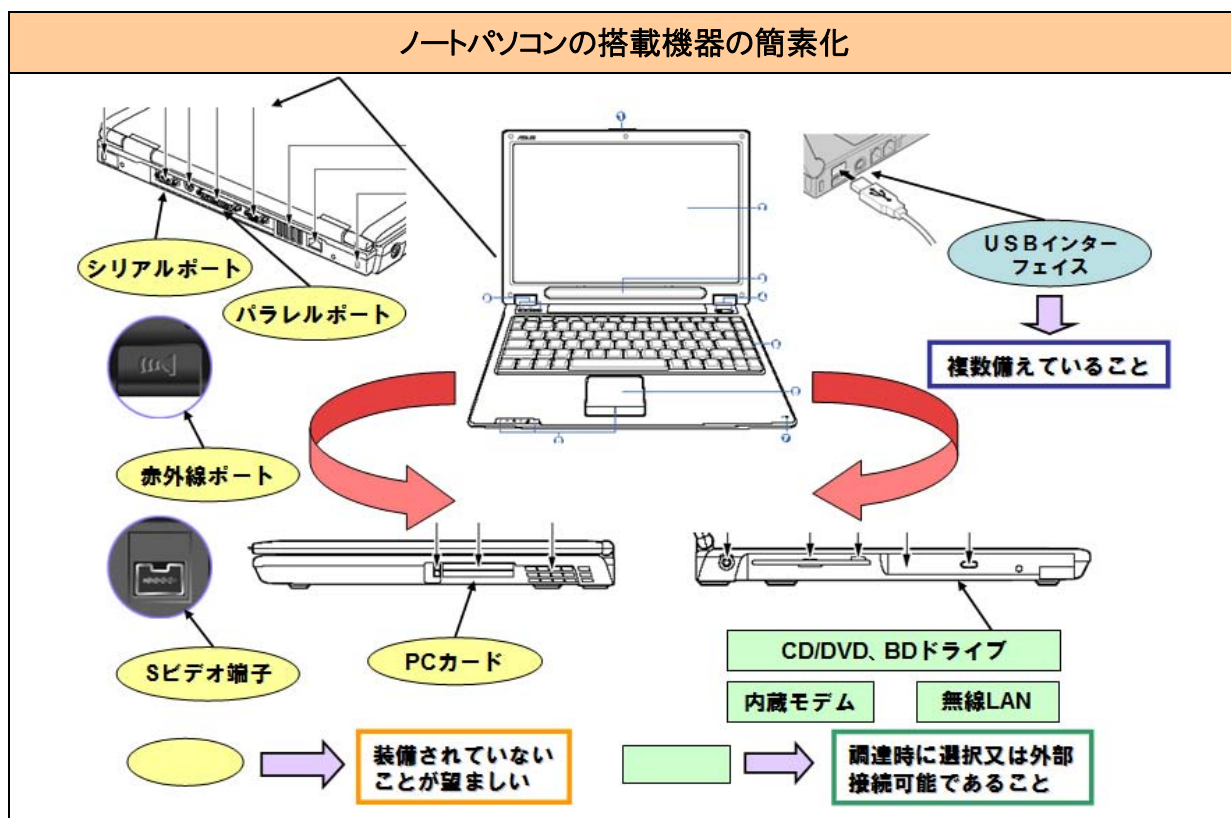 ノートパソコンの搭載機器の簡素化
ASUS
シリアルポート
パラレルポート
USBインター
フェイス
複数備えていること
赤外線ポート
Sビデオ端子
PCカード
CD/DVD、BDドライブ
内蔵モデム
無線LAN
装備されていない
ことが望ましい
調達時に選択又は外部
接続可能であること